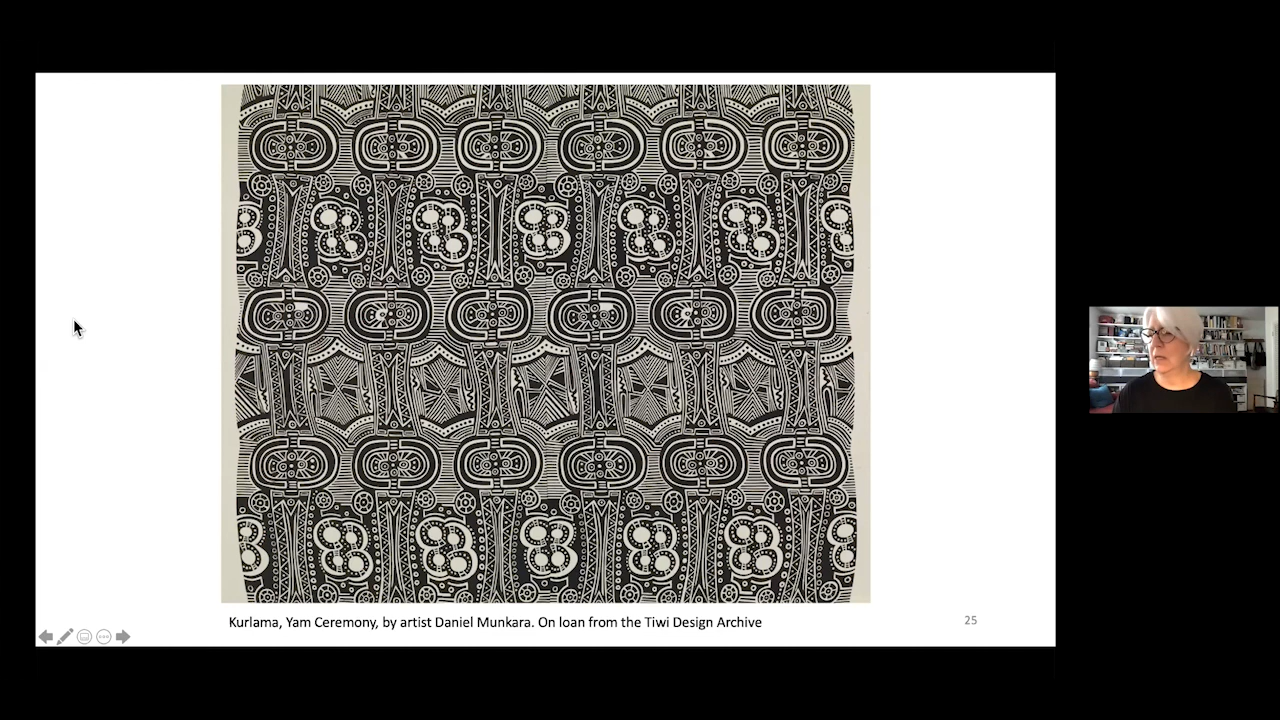 Kurlama, Yam Ceremony, by artist Daniel Munkara. On loan from the Tiwi Design Archive
25